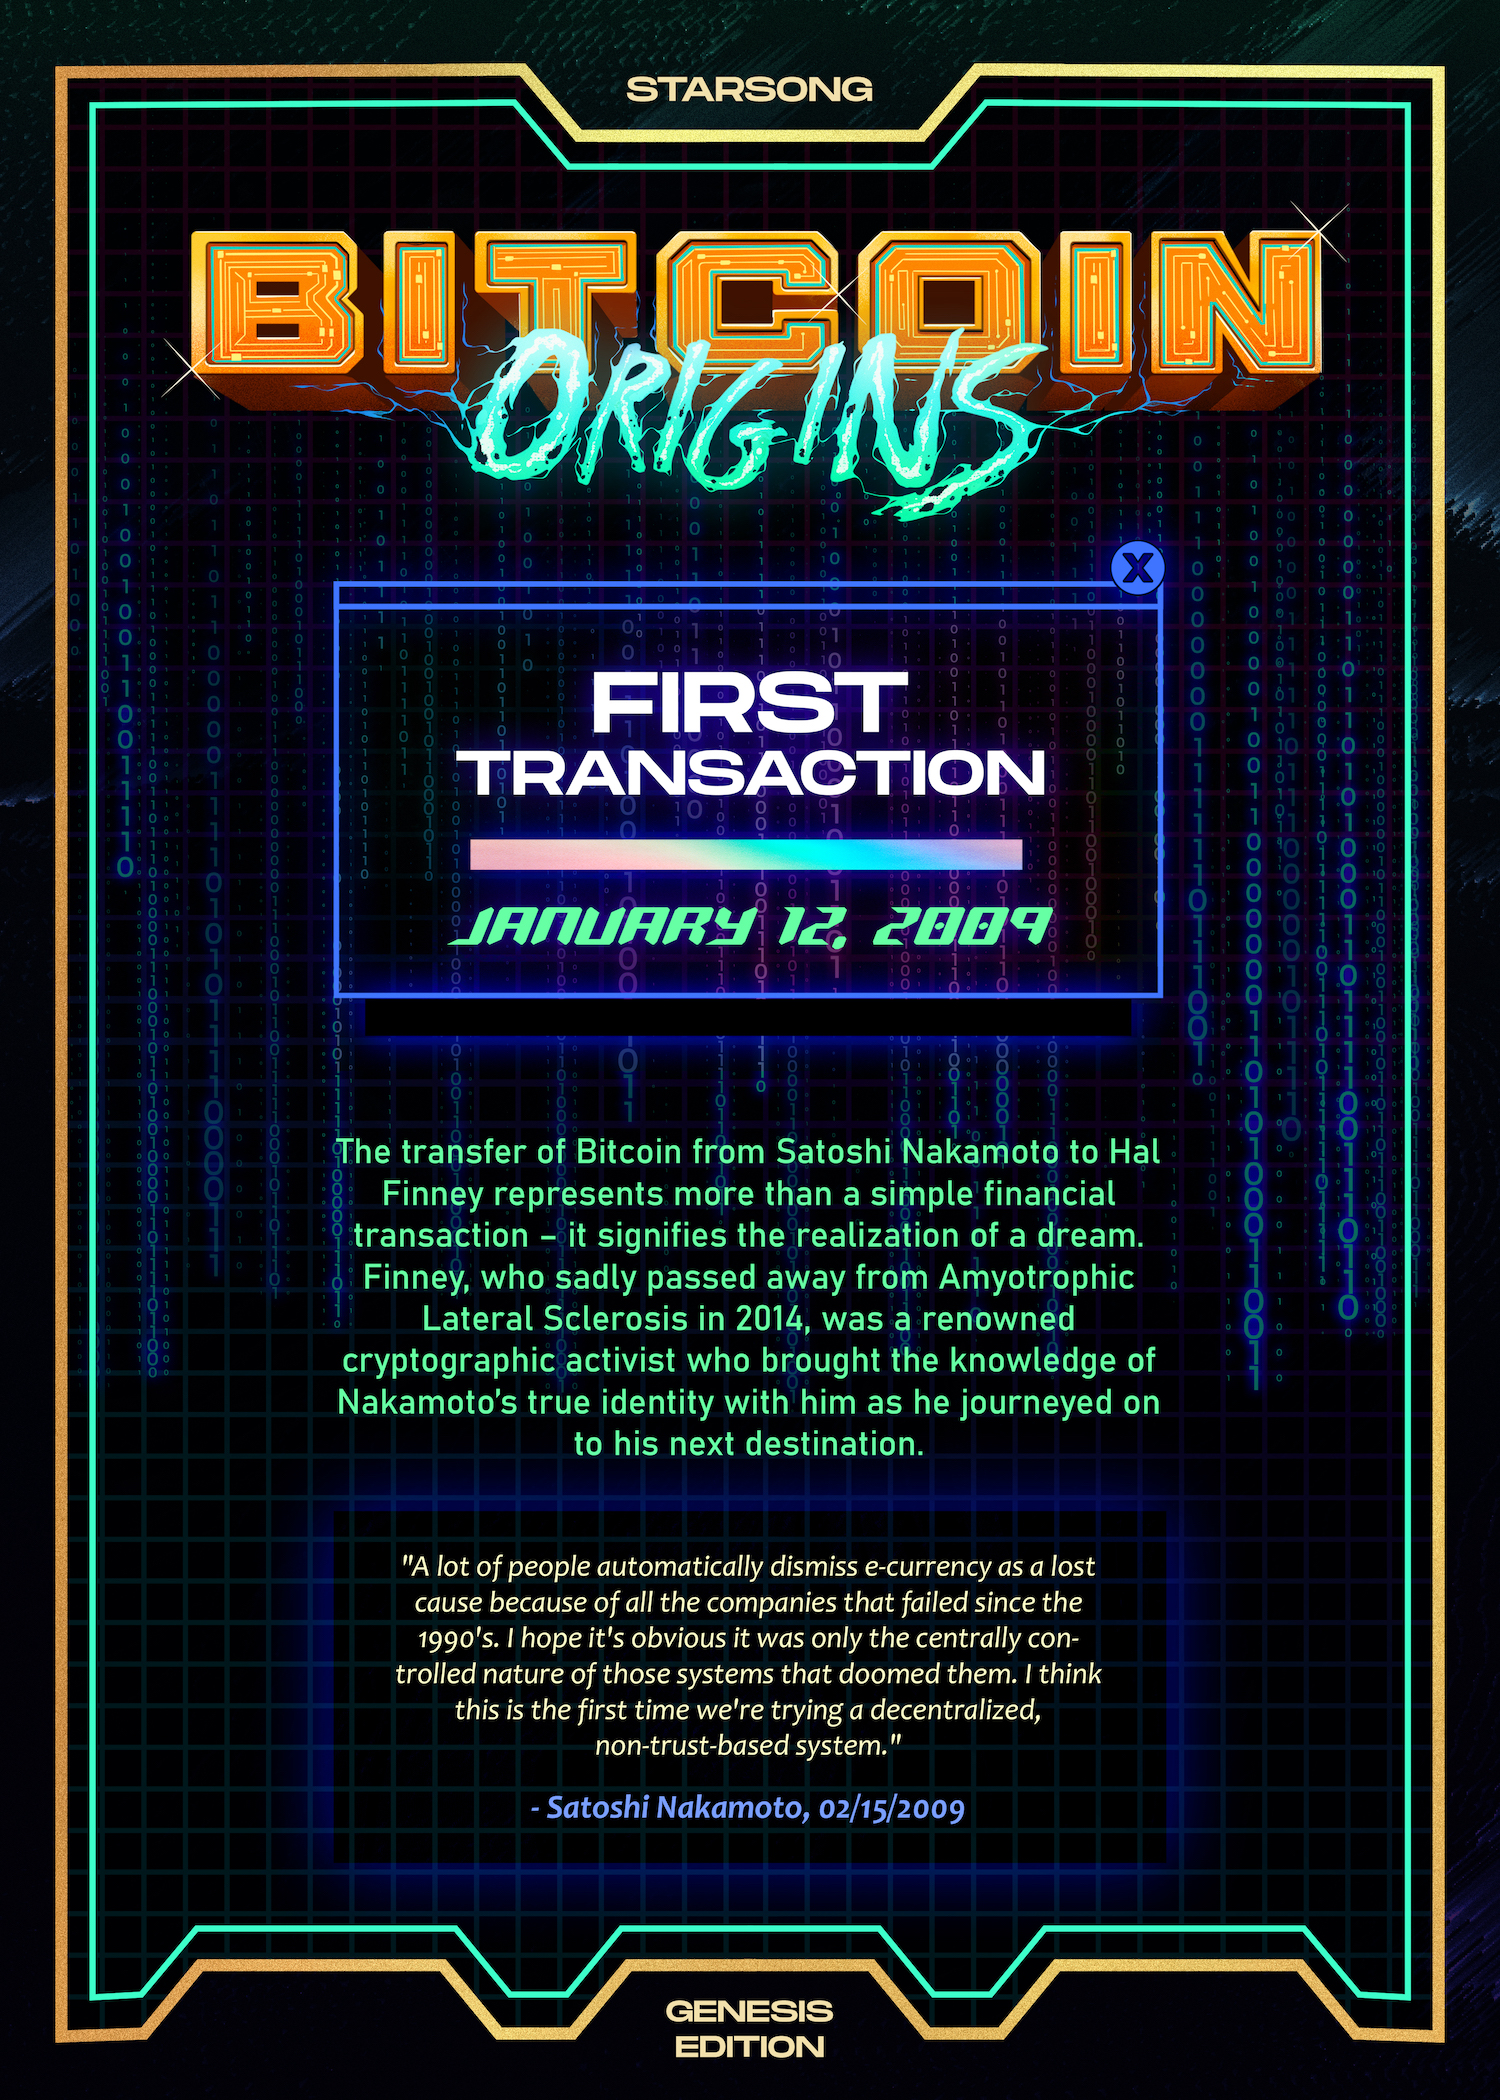 STARSONG
BITCOIN
ORIGINS
X
FIRST
TRANSACTION
JANUARY 12, 2009
The transfer of Bitcoin from Satoshi Nakamoto to Hal
Finney represents more than a simple financial
transaction – it signifies the realization of a dream.
Finney, who sadly passed away from Amyotrophic
Lateral Sclerosis in 2014, was a renowned
cryptographic activist who brought the knowledge of
Nakamoto’s true identity with him as he journeyed on
to his next destination.
"A lot of people automatically dismiss e-currency as a lost
cause because of all the companies that failed since the
1990's. I hope it's obvious it was only the centrally con-
trolled nature of those systems that doomed them. I think
this is the first time we're trying a decentralized,
non-trust-based system."
- Satoshi Nakamoto, 02/15/2009
GENESIS
EDITION